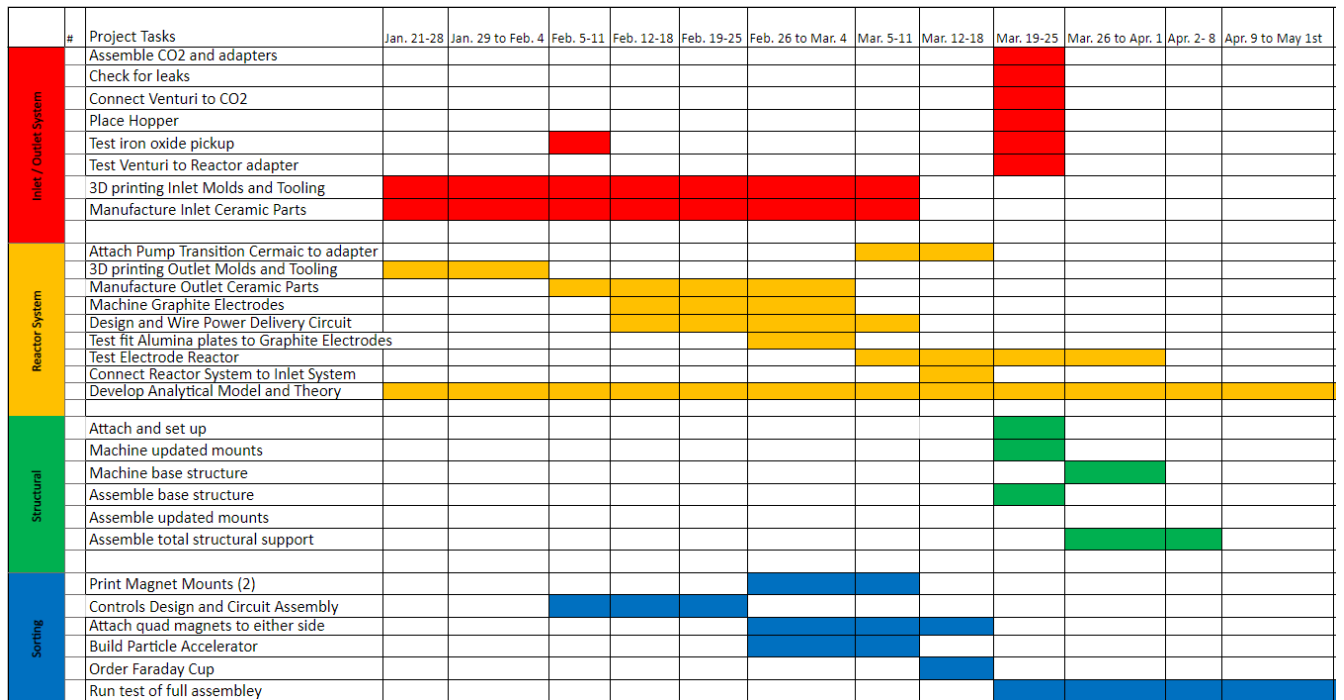 # Project Tasks Jan. 21-28 Jan. 29 to Feb. 4 Feb. 5-11 Feb. 12-18 Feb. 19-25 Feb. 26 to Mar. 4 Mar. 5-11 Mar. 12-18 Mar. 19-25 Mar. 26 to Apr. 1 Apr. 2- 8 Apr. 9 to May 1st
Inlet / Outlet System
Assemble CO2 and adapters
Check for leaks
Connect Venturi to CO2
Place Hopper
Test iron oxide pickup
Test Venturi to Reactor adapter
3D printing Inlet Molds and Tooling
Manufacture Inlet Ceramic Parts
Reactor System
Attach Pump Transition Cermaic to adapter
3D printing Outlet Molds and Tooling
Manufacture Outlet Ceramic Parts
Machine Graphite Electrodes
Design and Wire Power Delivery Circuit
Test fit Alumina plates to Graphite Electrodes
Test Electrode Reactor
Connect Reactor System to Inlet System
Develop Analytical Model and Theory
Structural
Attach and set up
Machine updated mounts
Machine base structure
Assemble base structure
Assemble updated mounts
Assemble total structural support
Sorting
Print Magnet Mounts (2)
Controls Design and Circuit Assembly
Attach quad magnets to either side
Build Particle Accelerator
Order Faraday Cup
Run test of full assembley